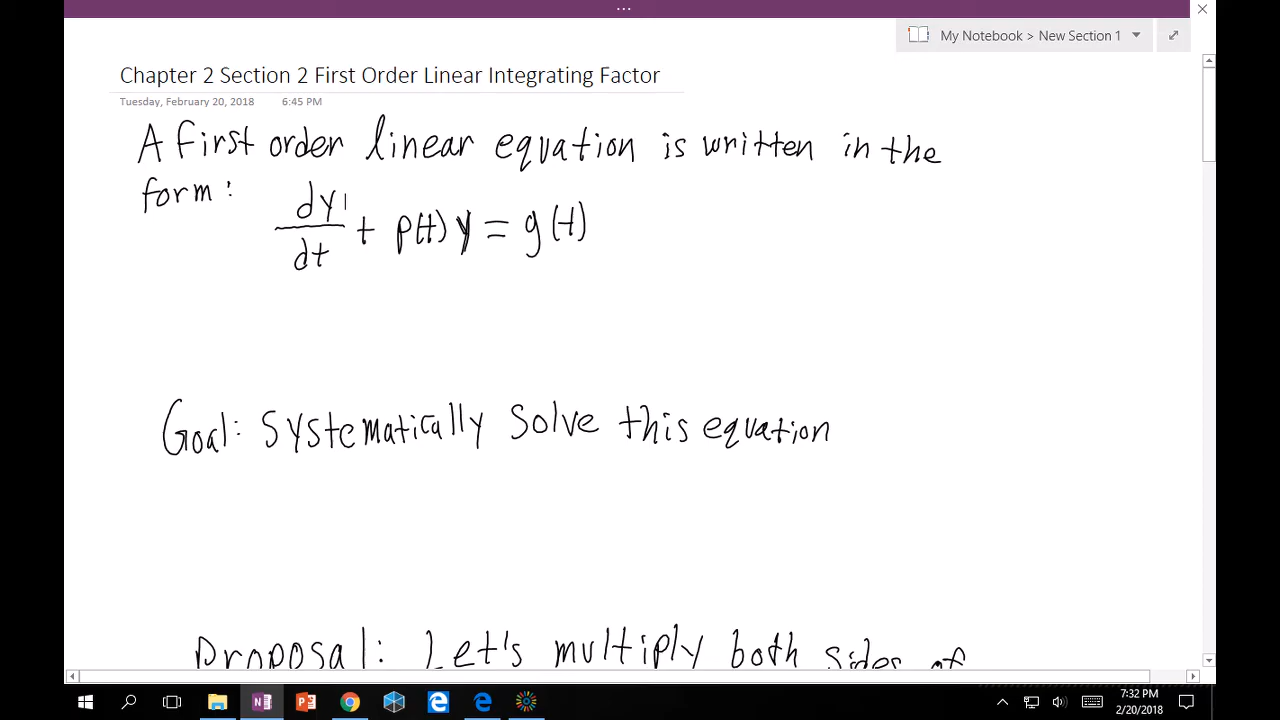 ...
My Notebook > New Section 1
Chapter 2 Section 2 First Order Linear Integrating Factor
Tuesday, February 20, 2018 6:45 PM
A first order linear equation is written in the
form:
dy/dt + p(t) y = g(t)
Goal: Systematically solve this equation
Proposal: Let's multiply both sides of
7:32 PM
2/20/2018